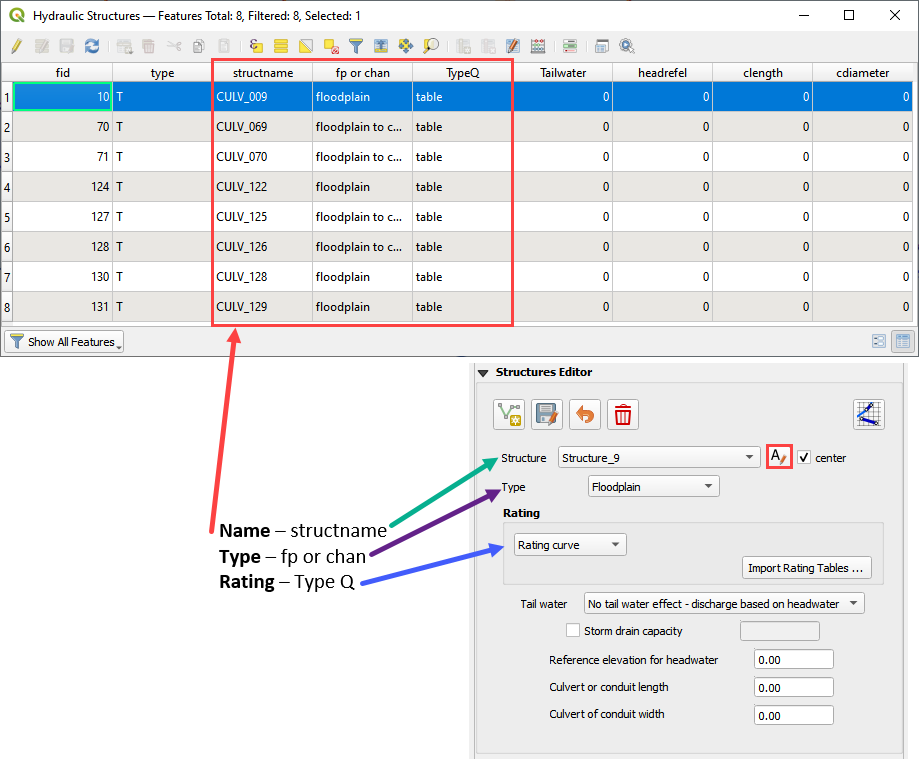 Hydraulic Structures — Features Total: 8, Filtered: 8, Selected: 1
fid type structname fp or chan TypeQ Tailwater headrefel clength cdiameter
1 10 T CULV_009 floodplain table 0 0 0 0
2 70 T CULV_069 floodplain to c... table 0 0 0 0
3 71 T CULV_070 floodplain to c... table 0 0 0 0
4 124 T CULV_122 floodplain table 0 0 0 0
5 127 T CULV_125 floodplain to c... table 0 0 0 0
6 128 T CULV_126 floodplain to c... table 0 0 0 0
7 130 T CULV_128 floodplain table 0 0 0 0
8 131 T CULV_129 floodplain table 0 0 0 0
Show All Features
Structures Editor
Structure Structure_9 A center
Type Floodplain
Rating
Rating curve
Import Rating Tables ...
Tail water No tail water effect - discharge based on headwater
Storm drain capacity
Reference elevation for headwater 0.00
Culvert or conduit length 0.00
Culvert of conduit width 0.00
Name – structname
Type – fp or chan
Rating – Type Q